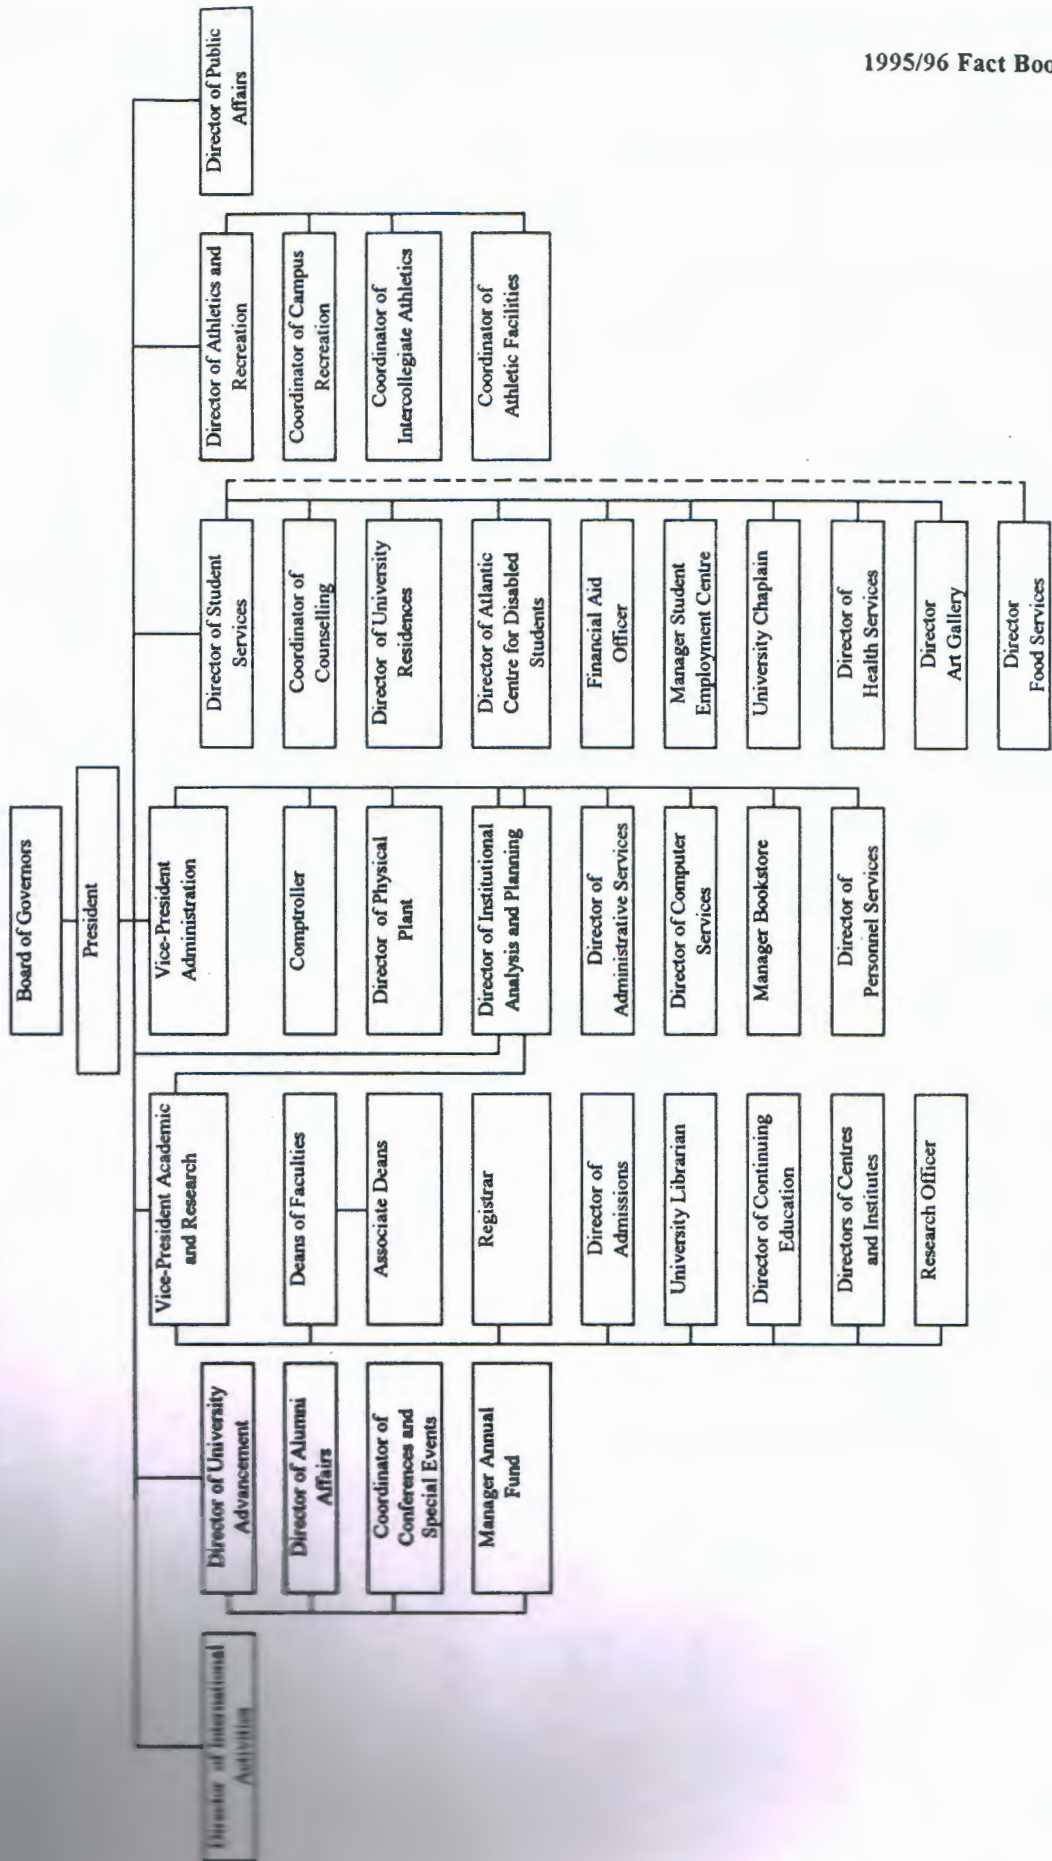 1995/96 Fact Boo
Board of Governors
President
Director of International
Activities
Director of University
Advancement
Director of Alumni
Affairs
Coordinator of
Conferences and
Special Events
Manager Annual
Fund
Vice-President Academic
and Research
Deans of Faculties
Associate Deans
Registrar
Director of
Admissions
University Librarian
Director of Continuing
Education
Directors of Centres
and Institutes
Research Officer
Vice-President
Administration
Comptroller
Director of Physical
Plant
Director of Institutional
Analysis and Planning
Director of
Administrative Services
Director of Computer
Services
Manager Bookstore
Director of
Personnel Services
Director of Student
Services
Coordinator of
Counselling
Director of University
Residences
Director of Atlantic
Centre for Disabled
Students
Financial Aid
Officer
Manager Student
Employment Centre
University Chaplain
Director of
Health Services
Director
Art Gallery
Director
Food Services
Director of Athletics and
Recreation
Coordinator of Campus
Recreation
Coordinator of
Intercollegiate Athletics
Coordinator of
Athletic Facilities
Director of Public
Affairs